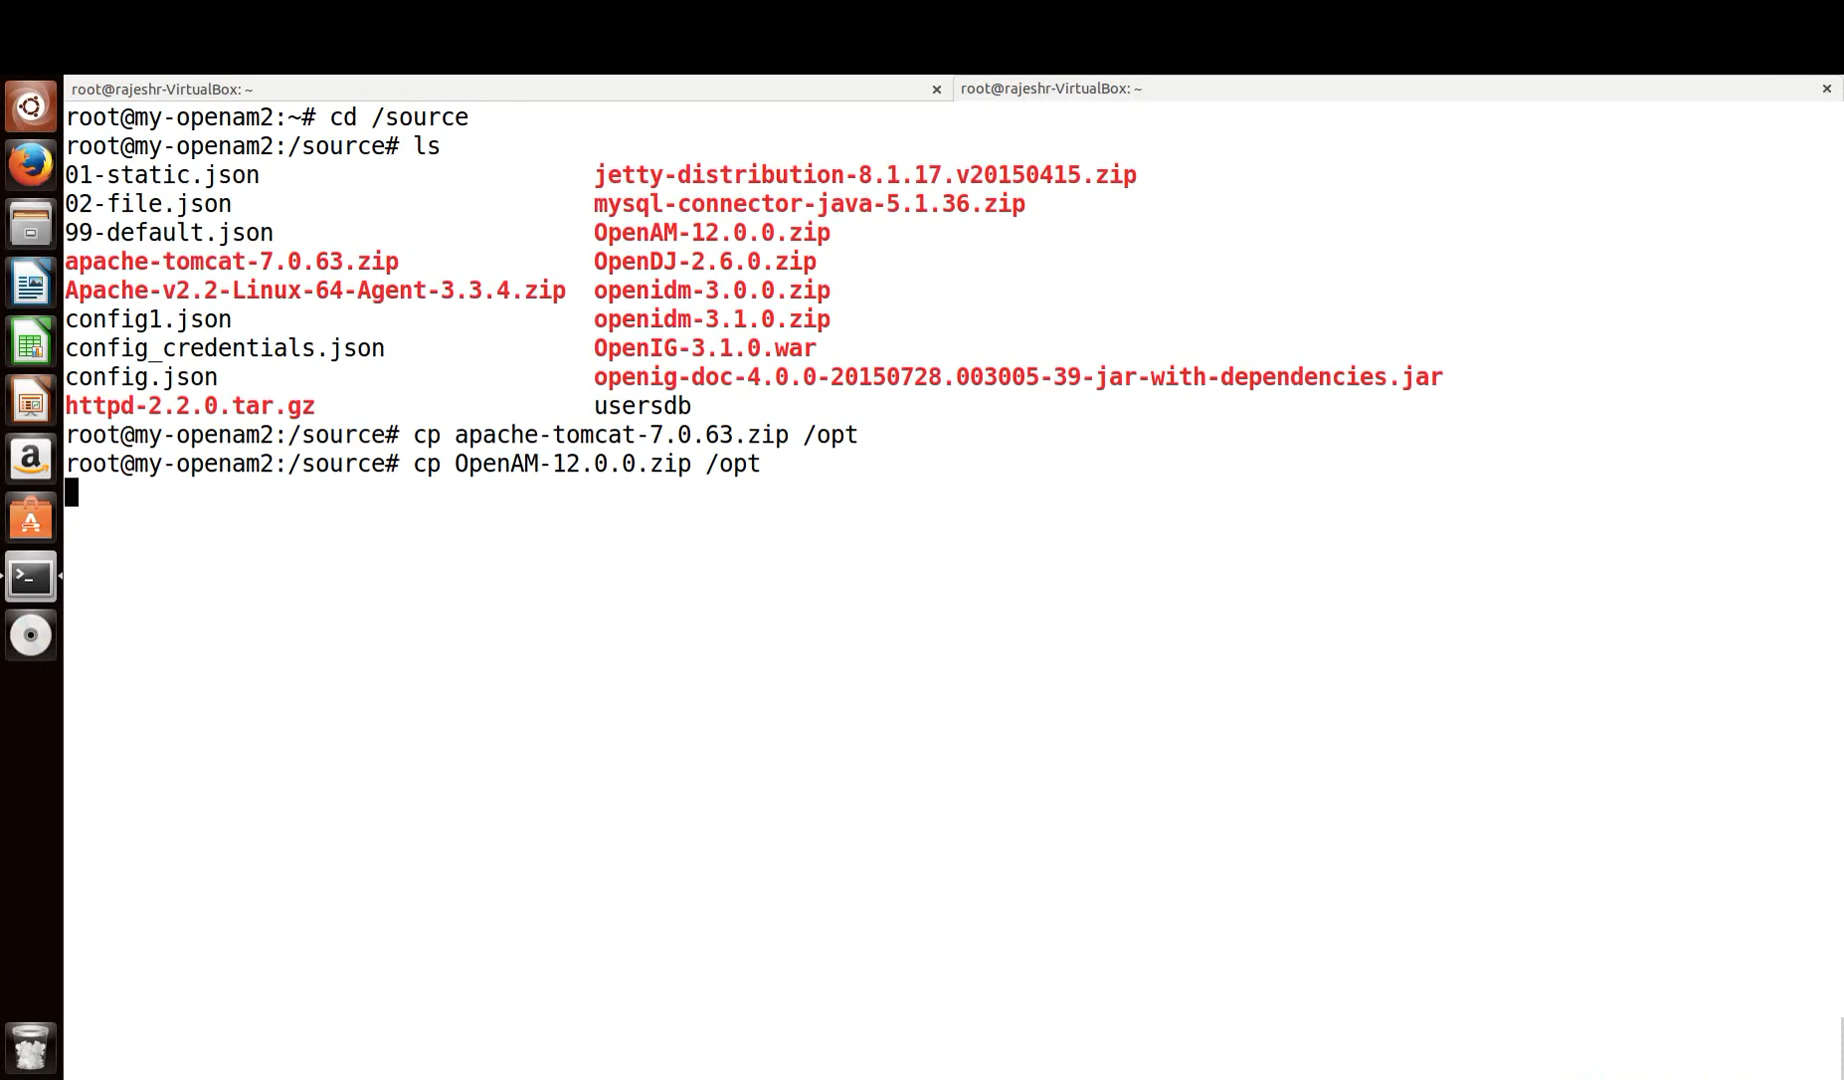 root@rajeshr-VirtualBox: ~ × root@rajeshr-VirtualBox: ~ ×
root@my-openam2:~# cd /source
root@my-openam2:/source# ls
01-static.json jetty-distribution-8.1.17.v20150415.zip
02-file.json mysql-connector-java-5.1.36.zip
99-default.json OpenAM-12.0.0.zip
apache-tomcat-7.0.63.zip OpenDJ-2.6.0.zip
Apache-v2.2-Linux-64-Agent-3.3.4.zip openidm-3.0.0.zip
config1.json openidm-3.1.0.zip
config_credentials.json OpenIG-3.1.0.war
config.json openig-doc-4.0.0-20150728.003005-39-jar-with-dependencies.jar
httpd-2.2.0.tar.gz usersdb
root@my-openam2:/source# cp apache-tomcat-7.0.63.zip /opt
root@my-openam2:/source# cp OpenAM-12.0.0.zip /opt